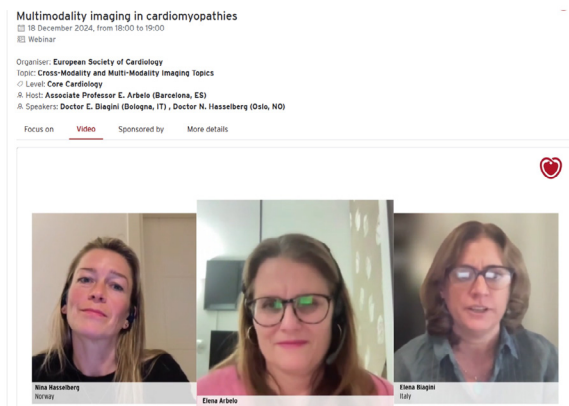 Multimodality imaging in cardiomyopathies
18 December 2024, from 18:00 to 19:00
Webinar
Organiser: European Society of Cardiology
Topic: Cross-Modality and Multi-Modality Imaging Topics
Level: Core Cardiology
Host: Associate Professor E. Arbelo (Barcelona, ES)
Speakers: Doctor E. Biagini (Bologna, IT) , Doctor N. Hasselberg (Oslo, NO)
Focus on Video Sponsored by More details
Nina Hasselberg
Norway
Elena Arbelo
Elena Biagini
Italy